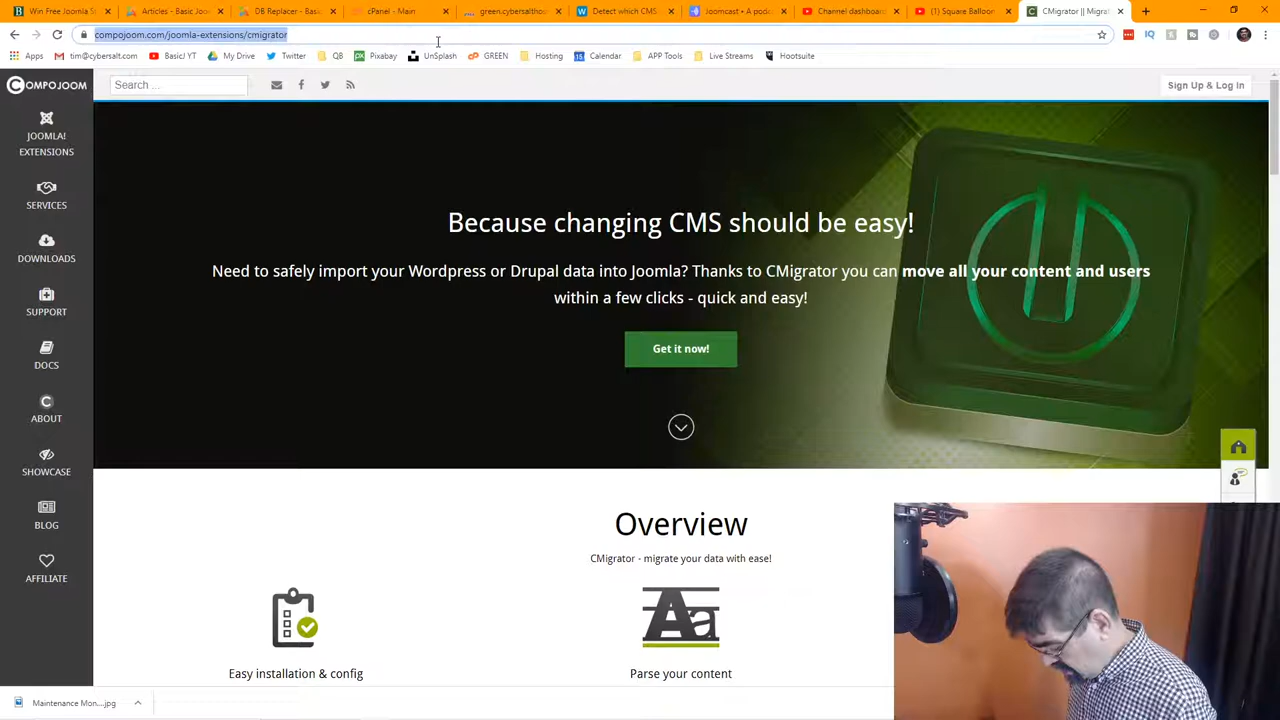 Win Free Joomla S
Articles - Basic Joo
DB Replacer - Basi
cPanel - Main
green.cybersalthos
Detect which CMS
Joomcast • A podc
Channel dashboard
(1) Square Balloon
CMigrator || Migra
compojoom.com/joomla-extensions/cmigrator
IQ
Apps
tim@cybersalt.com
BasicJ YT
My Drive
Twitter
QB
Pixabay
UnSplash
GREEN
Hosting
Calendar
APP Tools
Live Streams
Hootsuite
COMPOJOOM
Search ...
Sign Up & Log In
JOOMLA!
EXTENSIONS
SERVICES
DOWNLOADS
SUPPORT
DOCS
ABOUT
SHOWCASE
BLOG
AFFILIATE
Because changing CMS should be easy!
Need to safely import your Wordpress or Drupal data into Joomla? Thanks to CMigrator you can move all your content and users
within a few clicks - quick and easy!
Get it now!
Overview
CMigrator - migrate your data with ease!
Aa
Easy installation & config
Parse your content
Maintenance Mon....jpg